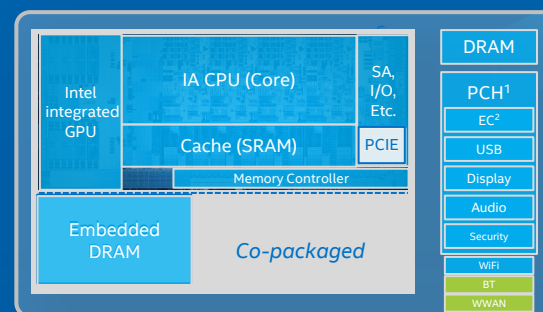 Intel
integrated
GPU
IA CPU (Core)
SA,
I/O,
Etc.
Cache (SRAM)
PCIE
Memory Controller
Embedded
DRAM
Co-packaged
DRAM
PCH¹
EC²
USB
Display
Audio
Security
WiFi
BT
WWAN